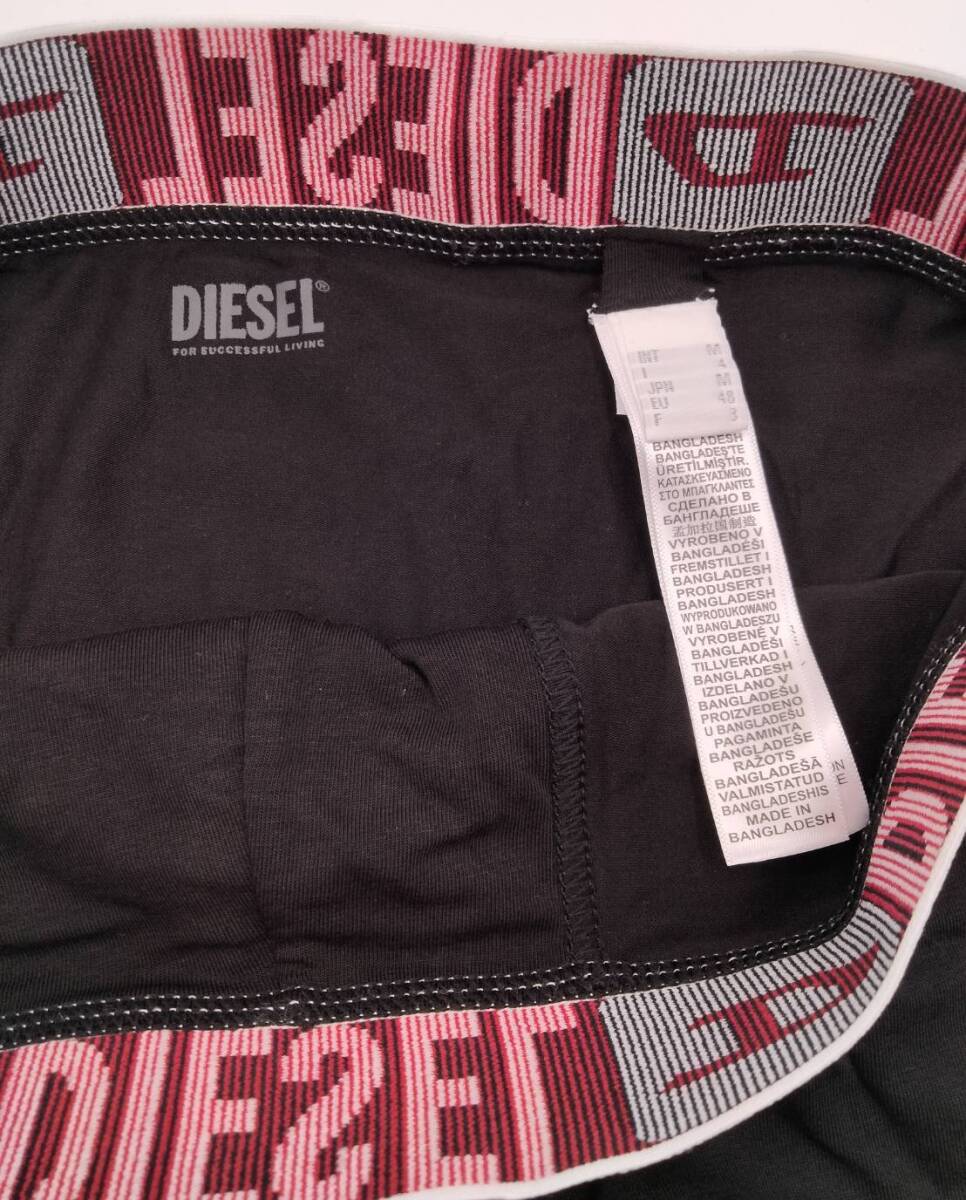 DIESEL
DIESEL®
FOR SUCCESSFUL LIVING
INT M
I 4
JPN M
EU 48
F 3
BANGLADESH
BANGLADEŞ'TE
ÜRETİLMİŞTİR.
ΚΑΤΑΣΚΕΥΑΣΜΕΝΟ
ΣΤΟ ΜΠΑΓΚΛΑΝΤΕΣ
СДЕЛАНО В
БАНГЛАДЕШЕ
孟加拉国制造
VYROBENO V
BANGLADÉŠI
FREMSTILLET I
BANGLADESH
PRODUSERT I
BANGLADESH
WYPRODUKOWANO
W BANGLADESZU
VYROBENÉ V
BANGLADÉŠI
TILLVERKAD I
BANGLADESH
IZDELANO V
BANGLADEŠU
PROIZVEDENO
U BANGLADEŠU
PAGAMINTA
BANGLADEŠE
RAŽOTS
BANGLADEŠĀ
VALMISTATUD
BANGLADESHIS
MADE IN
BANGLADESH
DIESEL